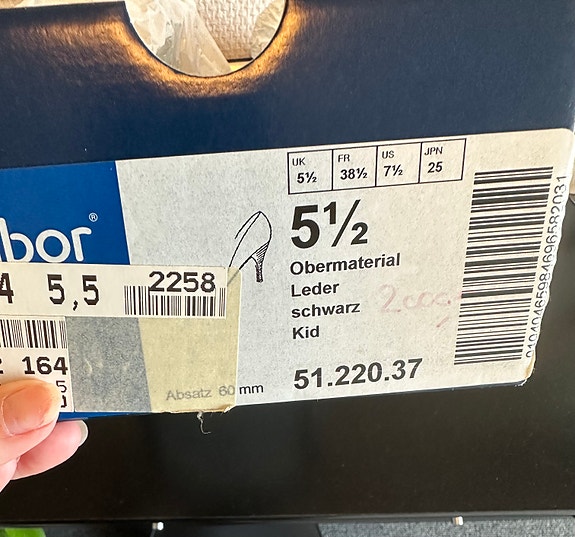 UK FR US JPN
5½ 38½ 7½ 25
bor®
5½
Obermaterial
Leder
schwarz
Kid
4 5,5 2258
164
5
Absatz 60 mm
51.220.37